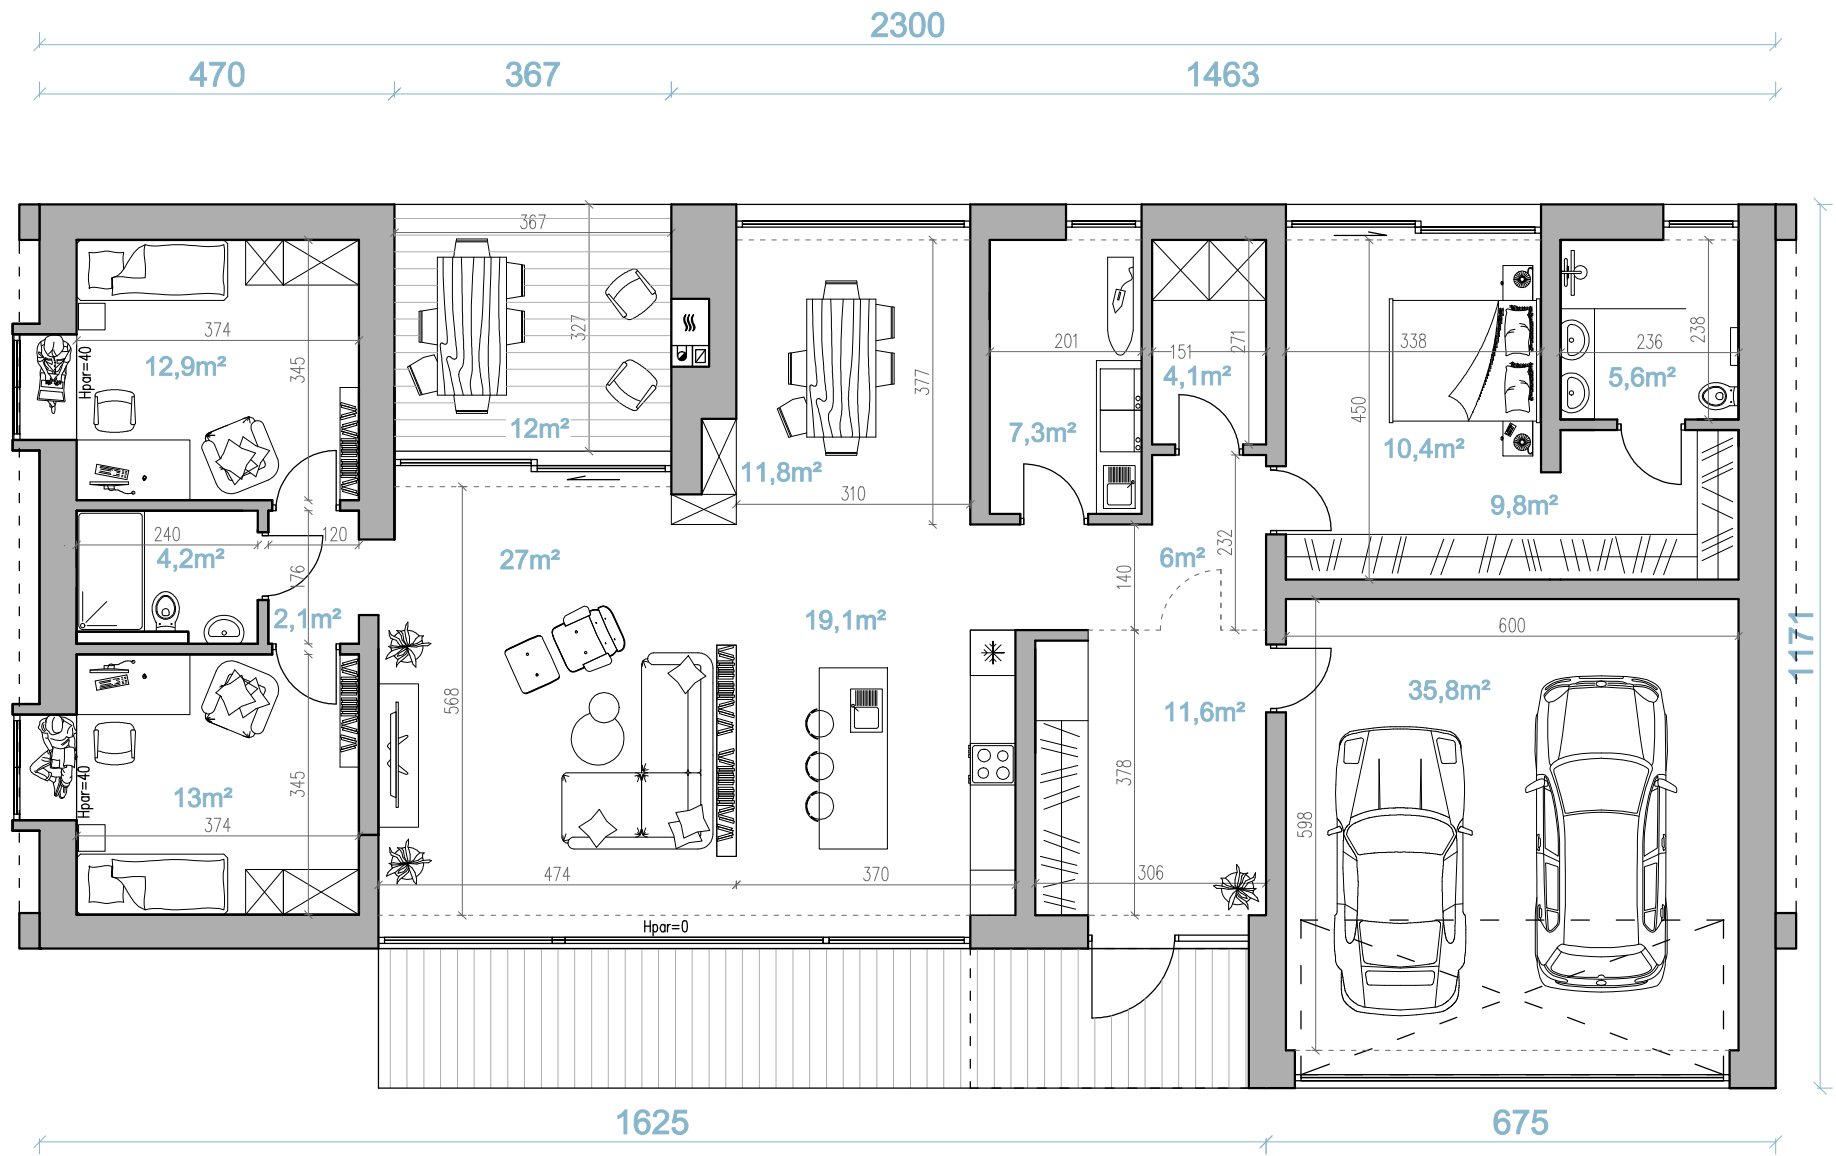 2300
470 367 1463
367
327
374
12,9m²
345
Hpar=40
12m²
377
11,8m²
310
201
7,3m²
151
271
4,1m²
338
450
10,4m²
236
238
5,6m²
9,8m²
240
120
4,2m²
176
2,1m²
27m²
19,1m²
140
6m²
232
600
1171
568
11,6m²
35,8m²
378
598
345
Hpar=40
13m²
374
474
370
306
Hpar=0
1625 675